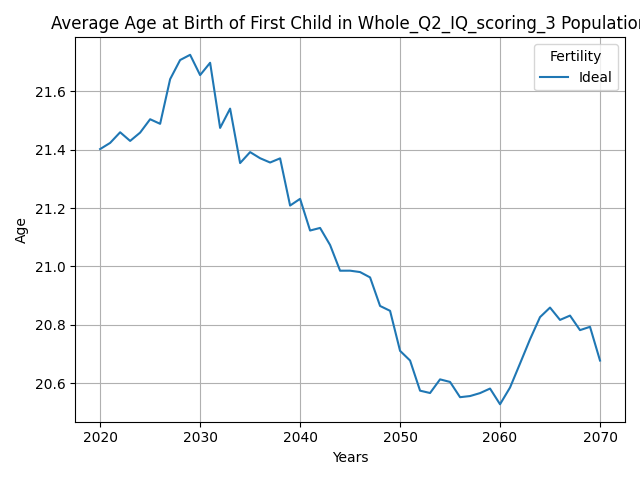 Average Age at Birth of First Child in Whole_Q2_IQ_scoring_3 Population
Fertility
Ideal
21.6
21.4
21.2
21.0
20.8
20.6
Age
2020 2030 2040 2050 2060 2070
Years